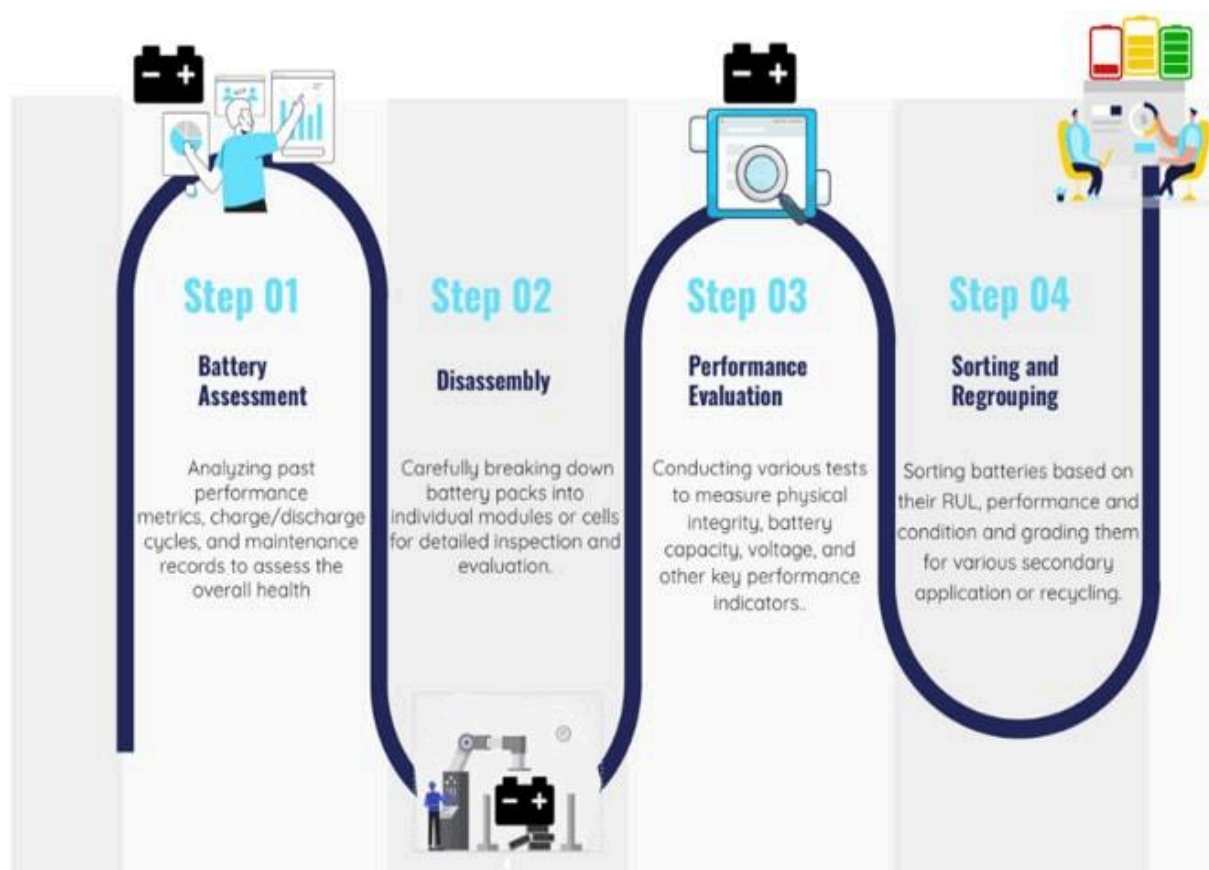 Step 01
Battery
Assessment
Analyzing past
performance
metrics, charge/discharge
cycles, and maintenance
records to assess the
overall health
Step 02
Disassembly
Carefully breaking down
battery packs into
individual modules or cells
for detailed inspection and
evaluation.
Step 03
Performance
Evaluation
Conducting various tests
to measure physical
integrity, battery
capacity, voltage, and
other key performance
indicators..
Step 04
Sorting and
Regrouping
Sorting batteries based on
their RUL, performance and
condition and grading them
for various secondary
application or recycling.